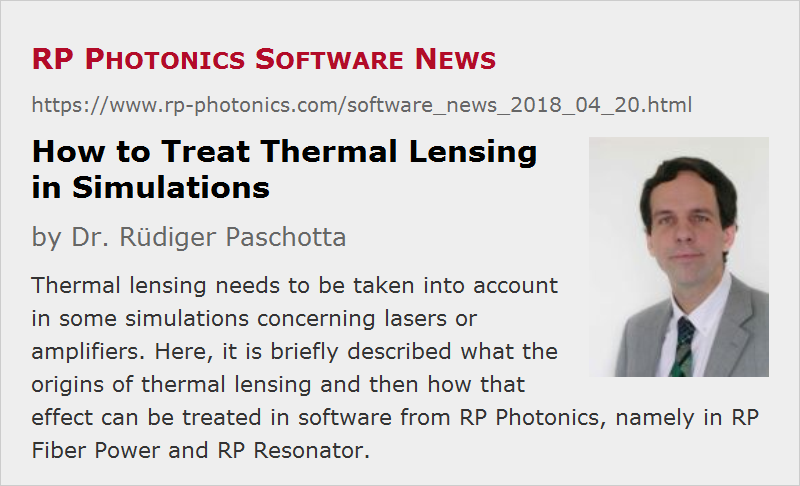 RP PHOTONICS SOFTWARE NEWS
https://www.rp-photonics.com/software_news_2018_04_20.html
How to Treat Thermal Lensing
in Simulations
by Dr. Rüdiger Paschotta
Thermal lensing needs to be taken into account
in some simulations concerning lasers or
amplifiers. Here, it is briefly described what the
origins of thermal lensing and then how that
effect can be treated in software from RP Photonics, namely in RP
Fiber Power and RP Resonator.